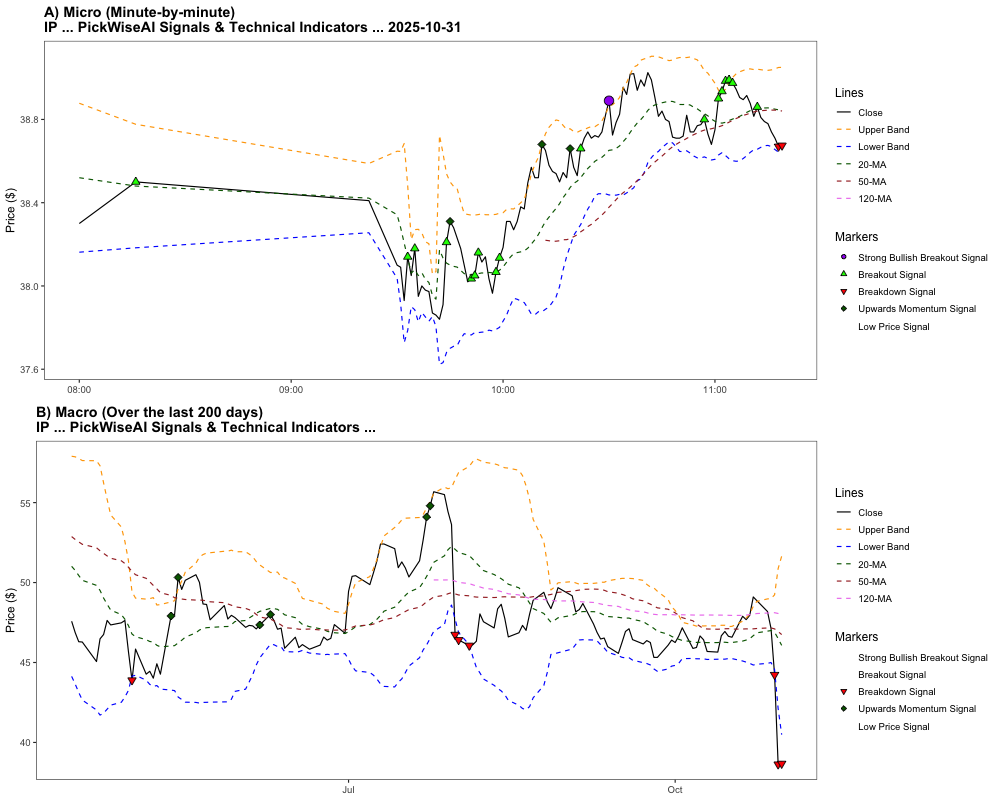 A) Micro (Minute-by-minute)
IP ... PickWiseAI Signals & Technical Indicators ... 2025-10-31
Price ($)
38.8
38.4
38.0
37.6
08:00
09:00
10:00
11:00
Lines
Close
Upper Band
Lower Band
20-MA
50-MA
120-MA
Markers
Strong Bullish Breakout Signal
Breakout Signal
Breakdown Signal
Upwards Momentum Signal
Low Price Signal
B) Macro (Over the last 200 days)
IP ... PickWiseAI Signals & Technical Indicators ...
Price ($)
55
50
45
40
Jul
Oct
Lines
Close
Upper Band
Lower Band
20-MA
50-MA
120-MA
Markers
Strong Bullish Breakout Signal
Breakout Signal
Breakdown Signal
Upwards Momentum Signal
Low Price Signal